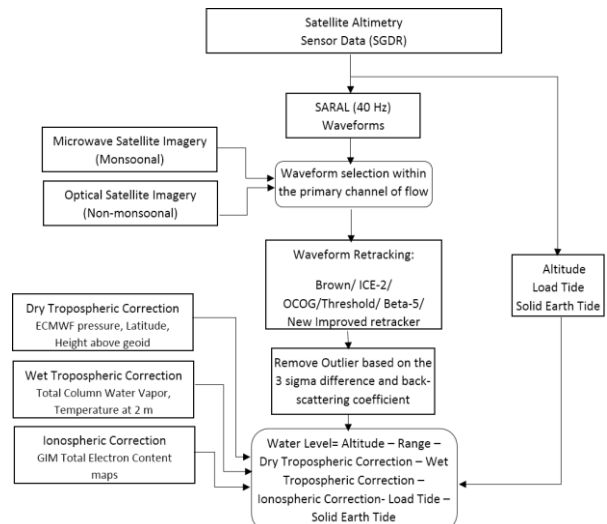 Satellite Altimetry
Sensor Data (SGDR)
SARAL (40 Hz)
Waveforms
Microwave Satellite Imagery
(Monsoonal)
Optical Satellite Imagery
(Non-monsoonal)
Waveform selection within
the primary channel of flow
Waveform Retracking:
Brown/ ICE-2/
OCOG/Threshold/ Beta-5/
New Improved retracker
Altitude
Load Tide
Solid Earth Tide
Dry Tropospheric Correction
ECMWF pressure, Latitude,
Height above geoid
Remove Outlier based on the
3 sigma difference and back-
scattering coefficient
Wet Tropospheric Correction
Total Column Water Vapor,
Temperature at 2 m
Ionospheric Correction
GIM Total Electron Content
maps
Water Level= Altitude – Range –
Dry Tropospheric Correction – Wet
Tropospheric Correction –
Ionospheric Correction- Load Tide –
Solid Earth Tide